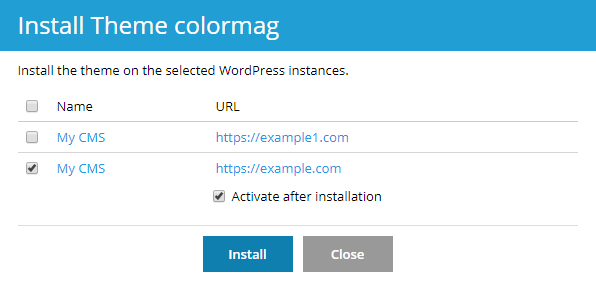 Install Theme colormag
Install the theme on the selected WordPress instances.
Name URL
My CMS https://example1.com
My CMS https://example.com
Activate after installation
Install Close